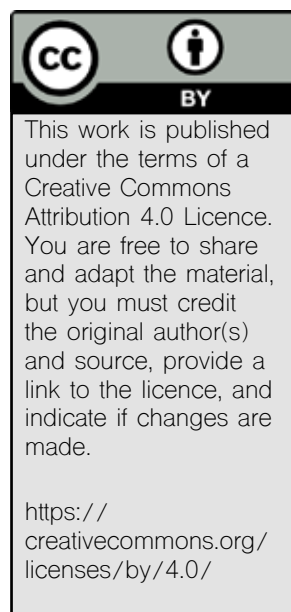 cc
BY
This work is published
under the terms of a
Creative Commons
Attribution 4.0 Licence.
You are free to share
and adapt the material,
but you must credit
the original author(s)
and source, provide a
link to the licence, and
indicate if changes are
made.
https://
creativecommons.org/
licenses/by/4.0/